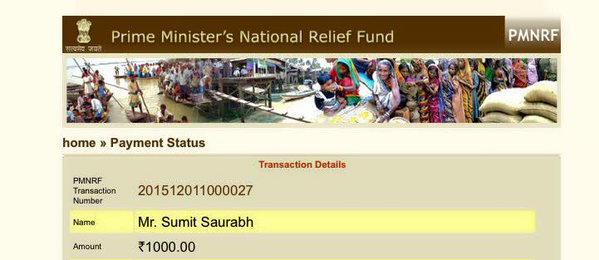 सत्यमेव जयते
Prime Minister's National Relief Fund
PMNRF
home » Payment Status
Transaction Details
PMNRF
Transaction
Number
201512011000027
Name
Mr. Sumit Saurabh
Amount
₹1000.00